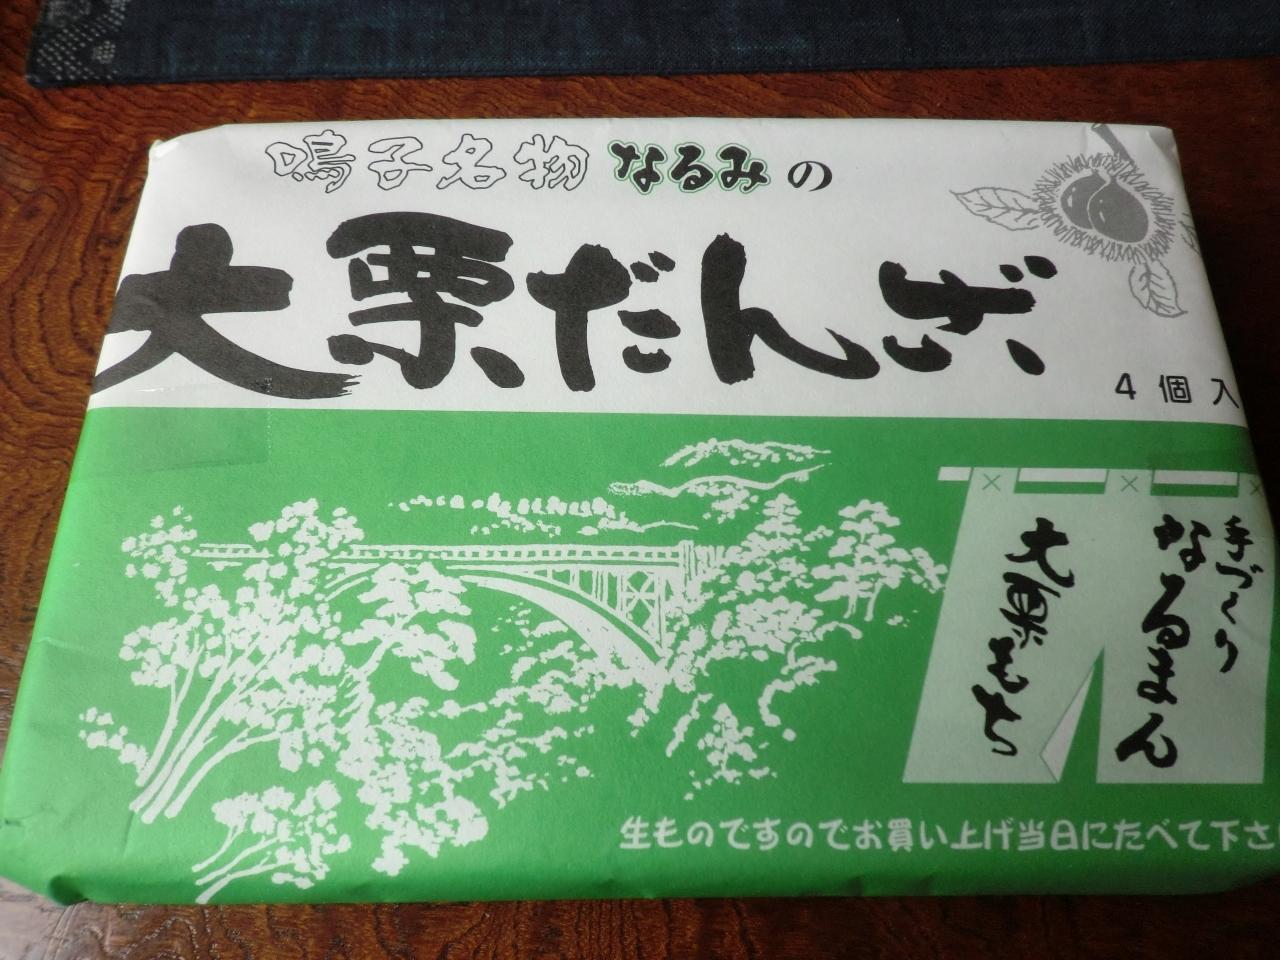 鳴子名物 なるみの
大栗だんご
4個入
手づくり
なるまん
大栗もち
生ものですのでお買い上げ当日にたべて下さ